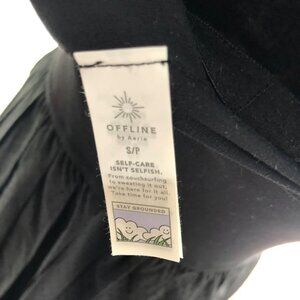 OFFLINE
by Aerie
S/P
SELF-CARE
ISN'T SELFISH.
From couchsurfing
to sweating it out,
we're here for it all.
Take time for you!
STAY GROUNDED